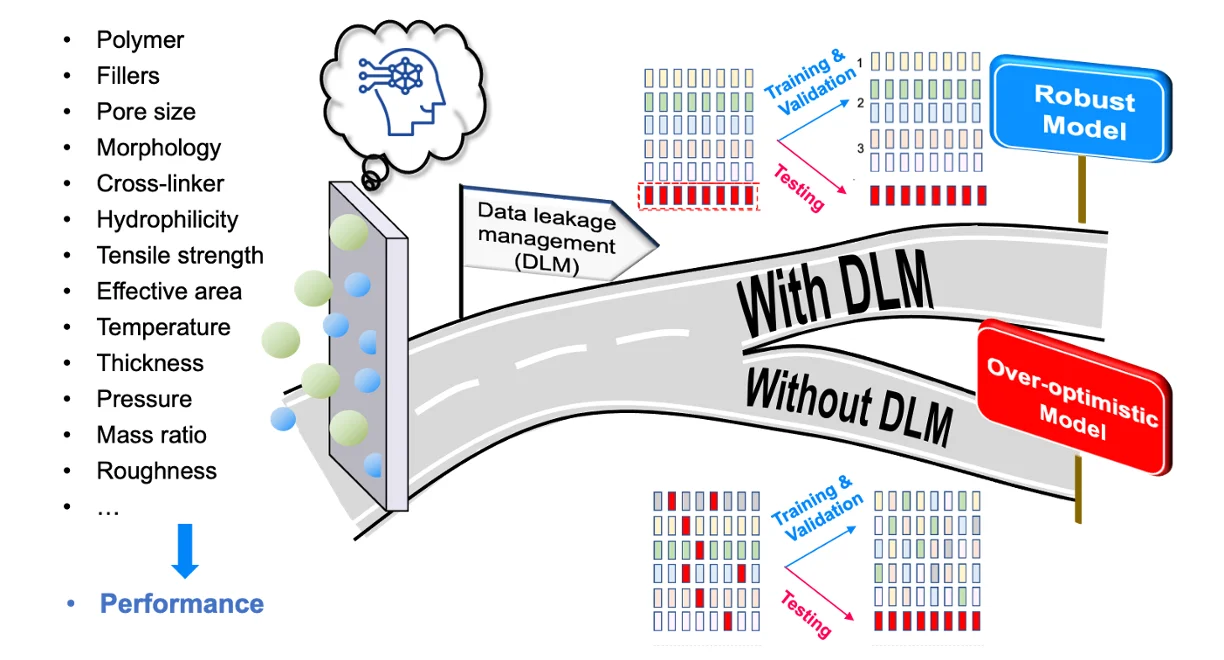 • Polymer
• Fillers
• Pore size
• Morphology
• Cross-linker
• Hydrophilicity
• Tensile strength
• Effective area
• Temperature
• Thickness
• Pressure
• Mass ratio
• Roughness
• …
• Performance
Data leakage
management
(DLM)
Training &
Validation
Testing
1
2
3
Robust
Model
With DLM
Without DLM
Over-optimistic
Model
Training &
Validation
Testing